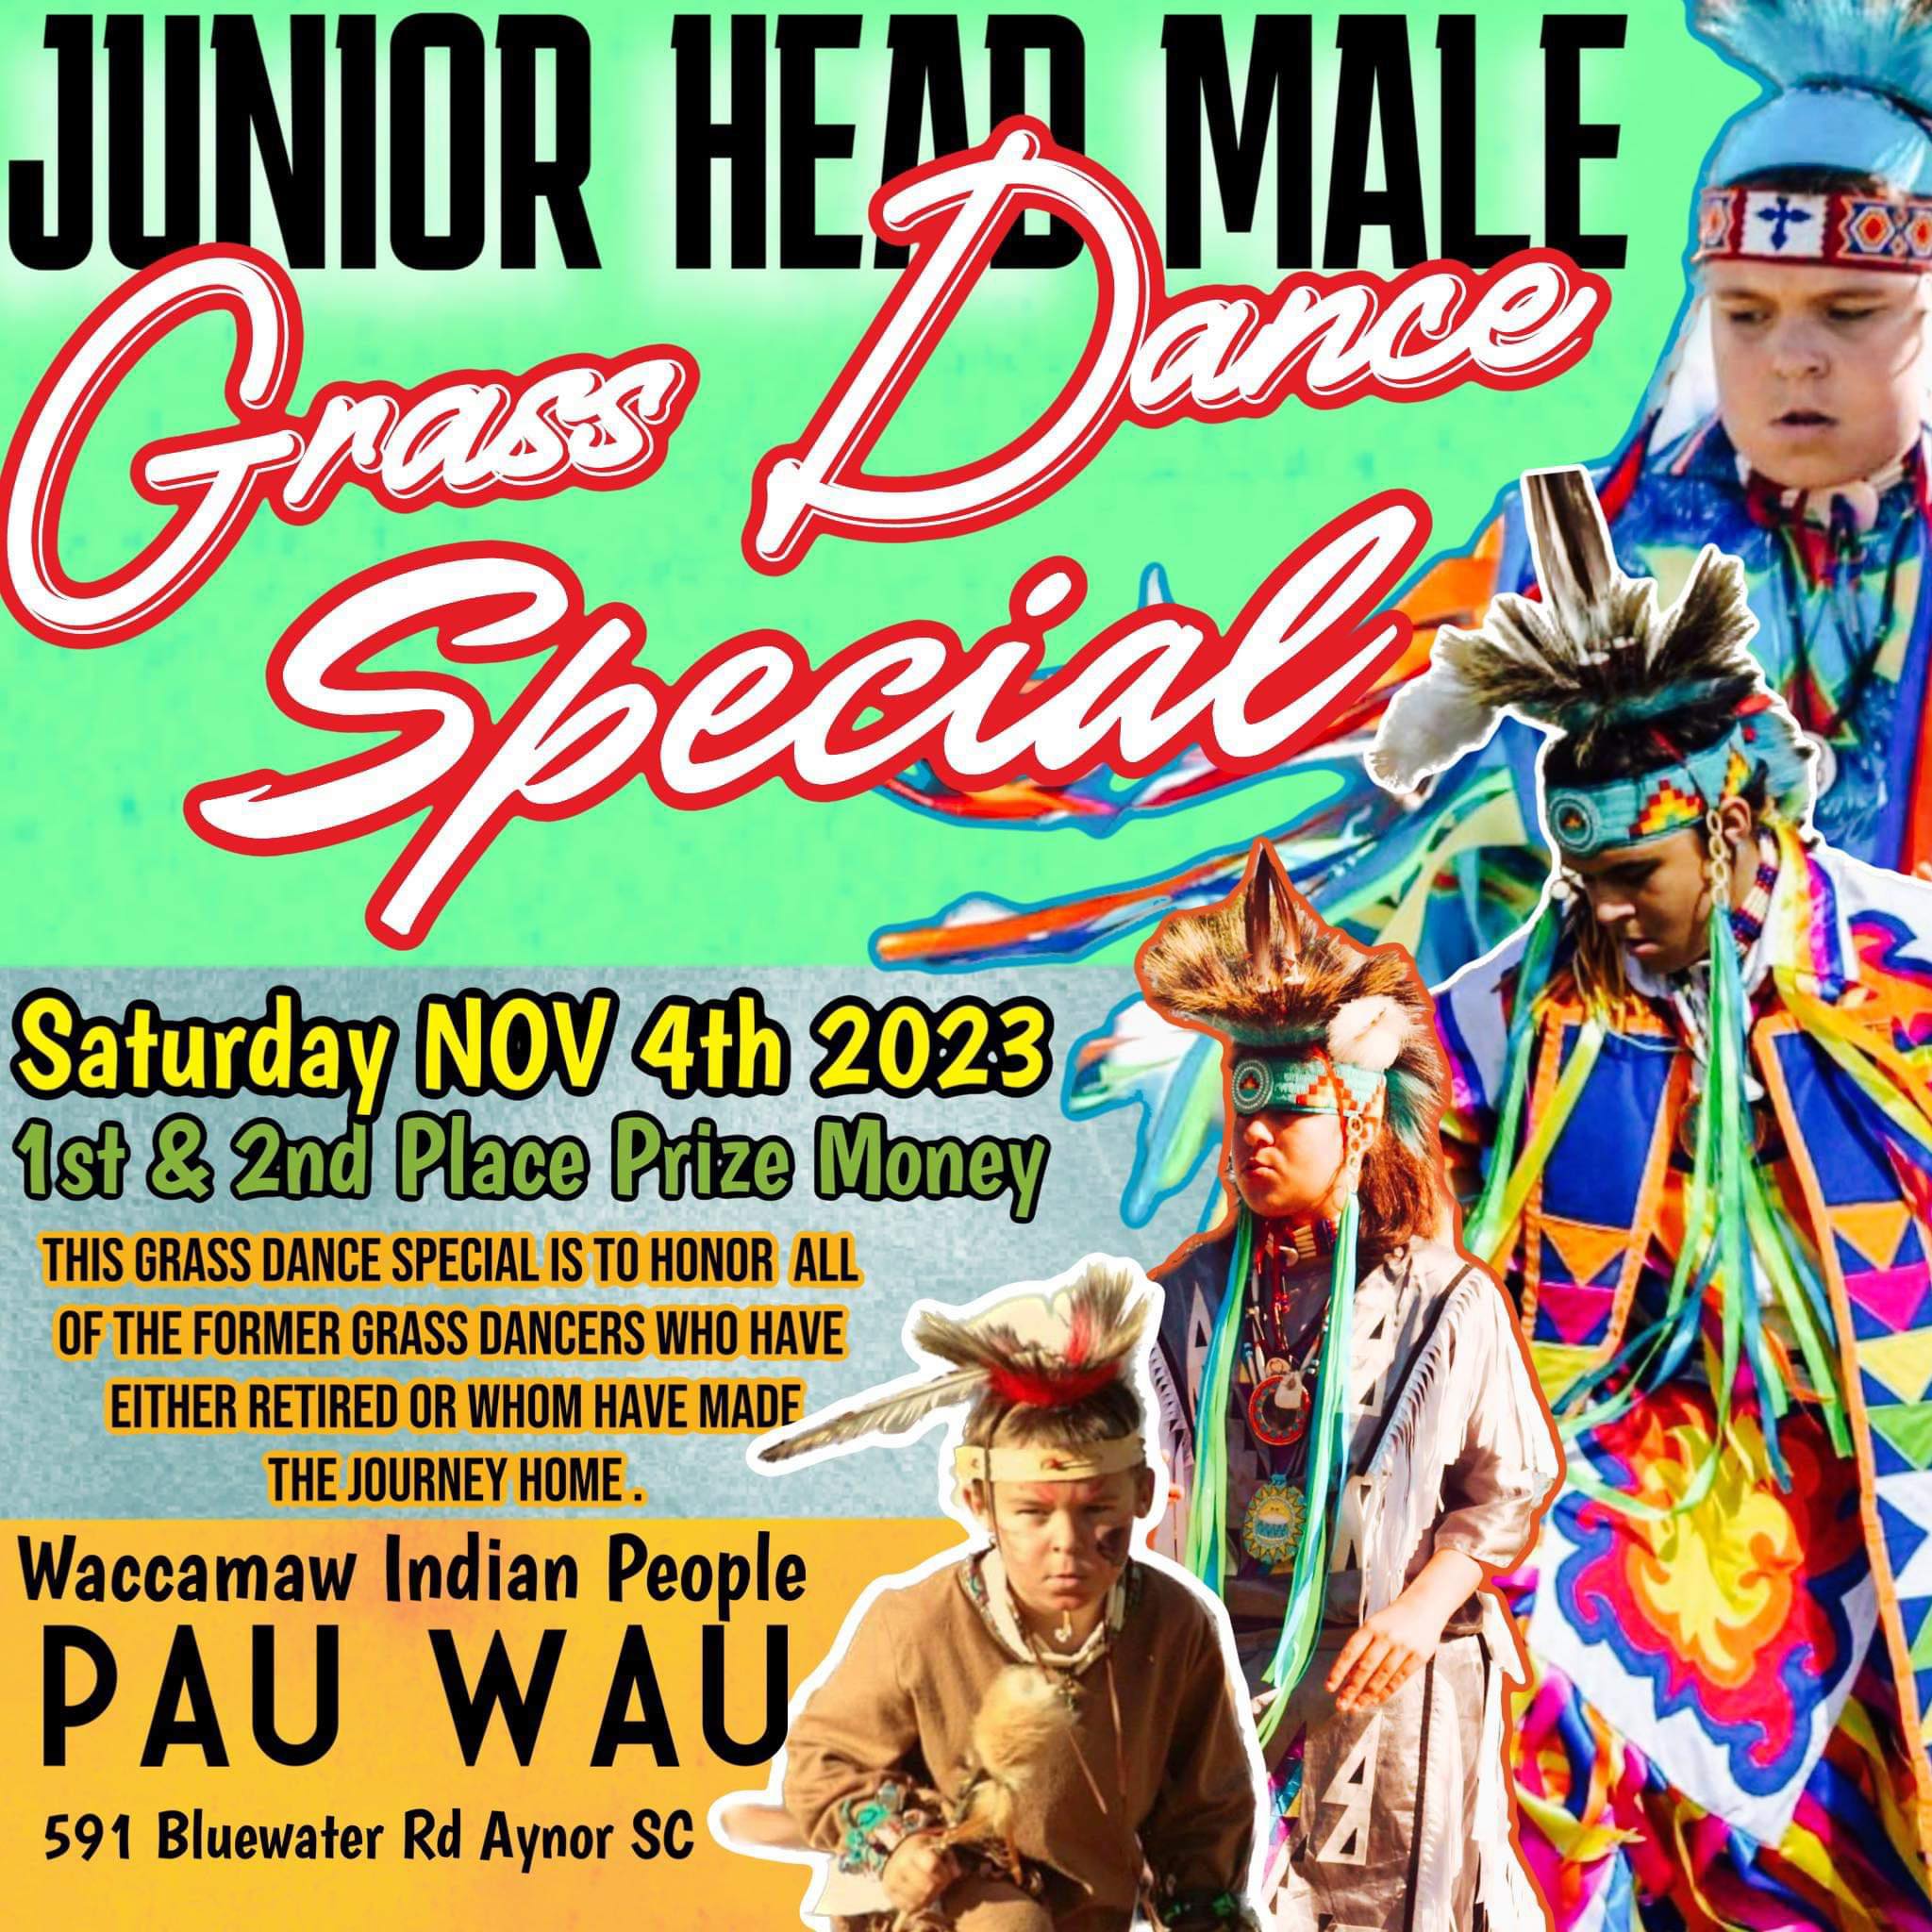 JUNIOR HEAD MALE
Grass Dance
Special
Saturday NOV 4th 2023
1st & 2nd Place Prize Money
THIS GRASS DANCE SPECIAL IS TO HONOR ALL
OF THE FORMER GRASS DANCERS WHO HAVE
EITHER RETIRED OR WHOM HAVE MADE
THE JOURNEY HOME .
Waccamaw Indian People
PAU WAU
591 Bluewater Rd Aynor SC